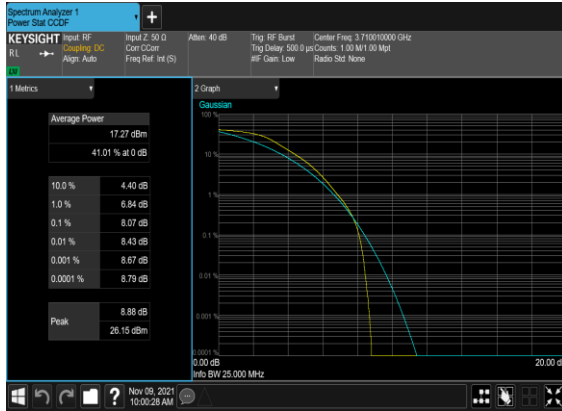 Spectrum Analyzer 1
Power Stat CCDF
KEYSIGHT
RL
Input: RF
Coupling: DC
Align: Auto
Input Z: 50 Ω
Corr CCorr
Freq Ref: Int (S)
Atten: 40 dB
Trig: RF Burst
Trig Delay: 500.0 µs
#IF Gain: Low
Center Freq: 3.710010000 GHz
Counts: 1.00 M/1.00 Mpt
Radio Std: None
1 Metrics
Average Power
17.27 dBm
41.01 % at 0 dB
10.0 % 4.40 dB
1.0 % 6.84 dB
0.1 % 8.07 dB
0.01 % 8.43 dB
0.001 % 8.67 dB
0.0001 % 8.79 dB
Peak
8.88 dB
26.15 dBm
2 Graph
Gaussian
100 %
10 %
1 %
0.1 %
0.01 %
0.001 %
0.0001 %
0.00 dB
20.00 d
Info BW 25.000 MHz
?
Nov 09, 2021
10:00:28 AM